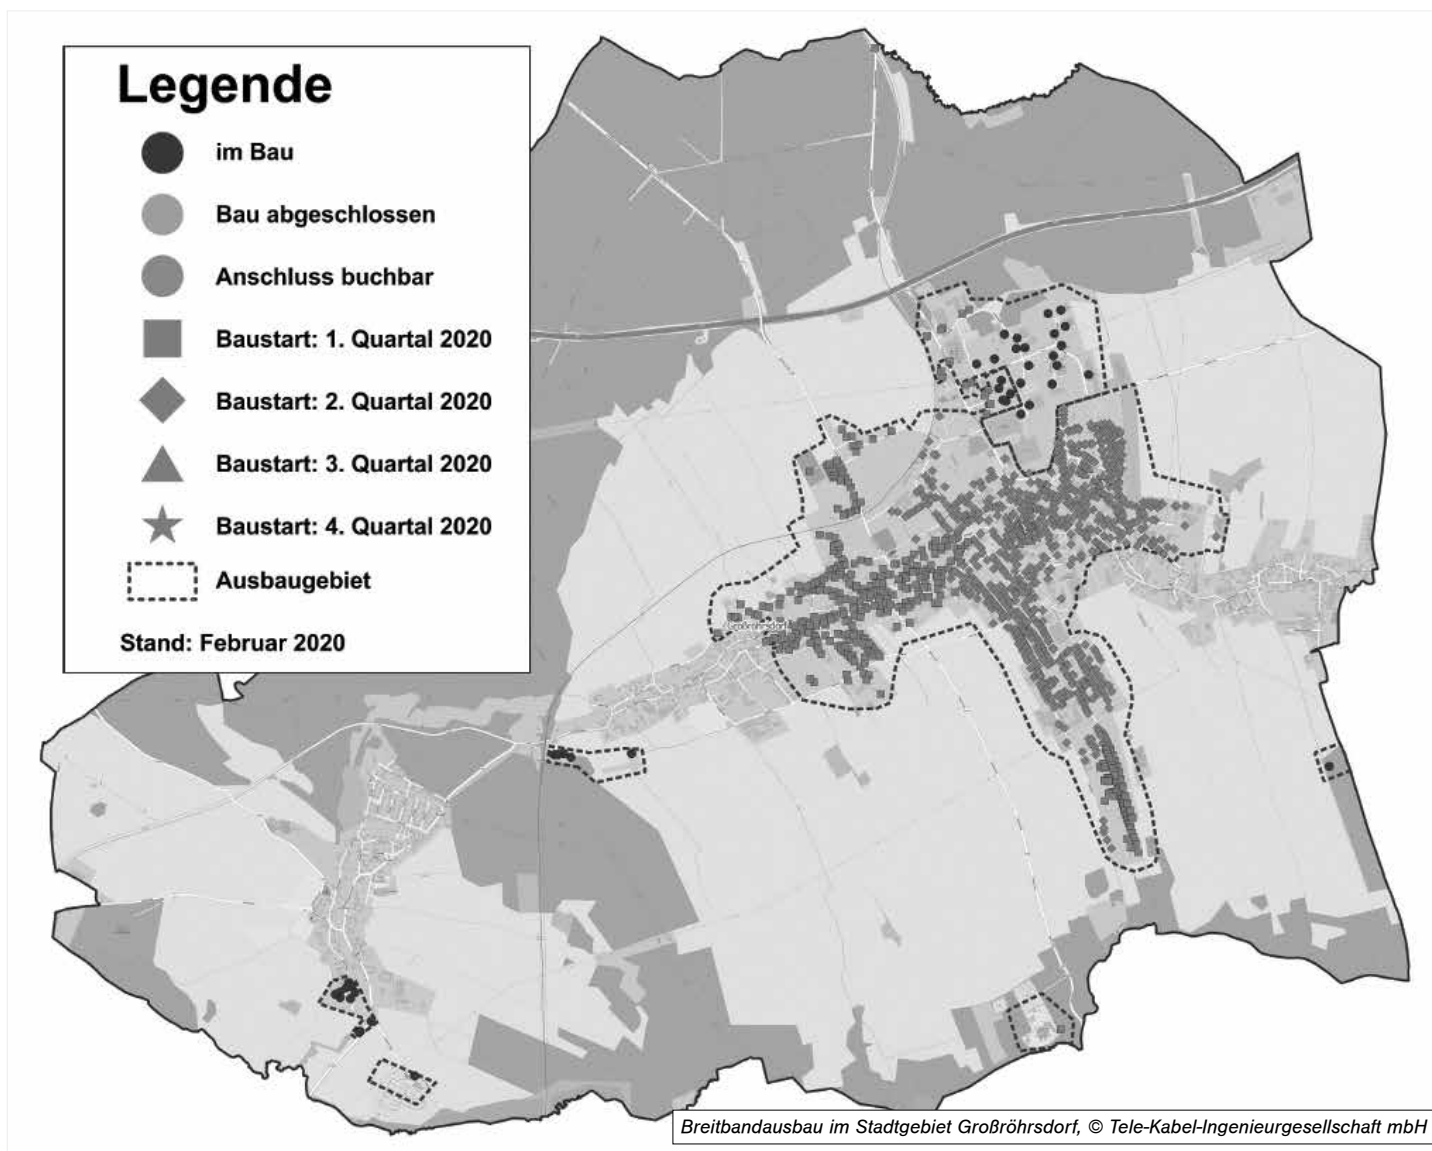 Legende
im Bau
Bau abgeschlossen
Anschluss buchbar
Baustart: 1. Quartal 2020
Baustart: 2. Quartal 2020
Baustart: 3. Quartal 2020
Baustart: 4. Quartal 2020
Ausbaugebiet
Stand: Februar 2020
Großröhrsdorf
Breitbandausbau im Stadtgebiet Großröhrsdorf, © Tele-Kabel-Ingenieurgesellschaft mbH